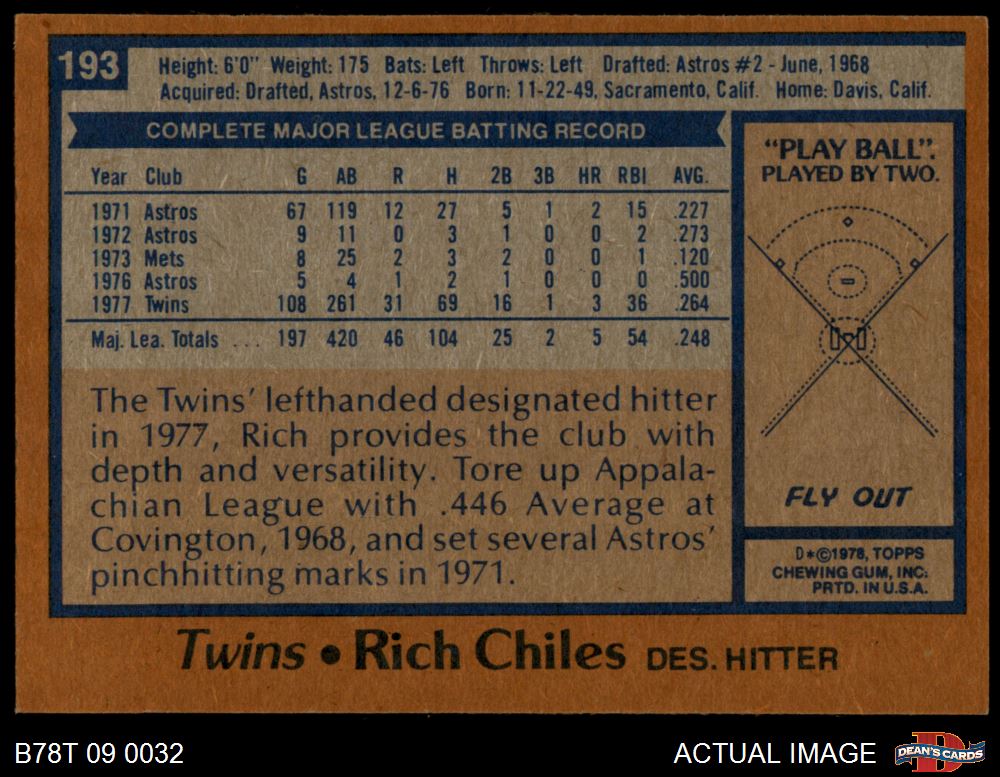 193
Height: 6'0" Weight: 175 Bats: Left Throws: Left Drafted: Astros #2 - June, 1968
Acquired: Drafted, Astros, 12-6-76 Born: 11-22-49, Sacramento, Calif. Home: Davis, Calif.
COMPLETE MAJOR LEAGUE BATTING RECORD
Year Club G AB R H 2B 3B HR RBI AVG.
1971 Astros 67 119 12 27 5 1 2 15 .227
1972 Astros 9 11 0 3 1 0 0 2 .273
1973 Mets 8 25 2 3 2 0 0 1 .120
1976 Astros 5 4 1 2 1 0 0 0 .500
1977 Twins 108 261 31 69 16 1 3 36 .264
Maj. Lea. Totals ... 197 420 46 104 25 2 5 54 .248
The Twins' lefthanded designated hitter
in 1977, Rich provides the club with
depth and versatility. Tore up Appala-
chian League with .446 Average at
Covington, 1968, and set several Astros'
pinchhitting marks in 1971.
"PLAY BALL".
PLAYED BY TWO.
FLY OUT
D*©1978, TOPPS
CHEWING GUM, INC.
PRTD. IN U.S.A.
Twins • Rich Chiles DES. HITTER
B78T 09 0032
ACTUAL IMAGE
D
DEAN'S CARDS